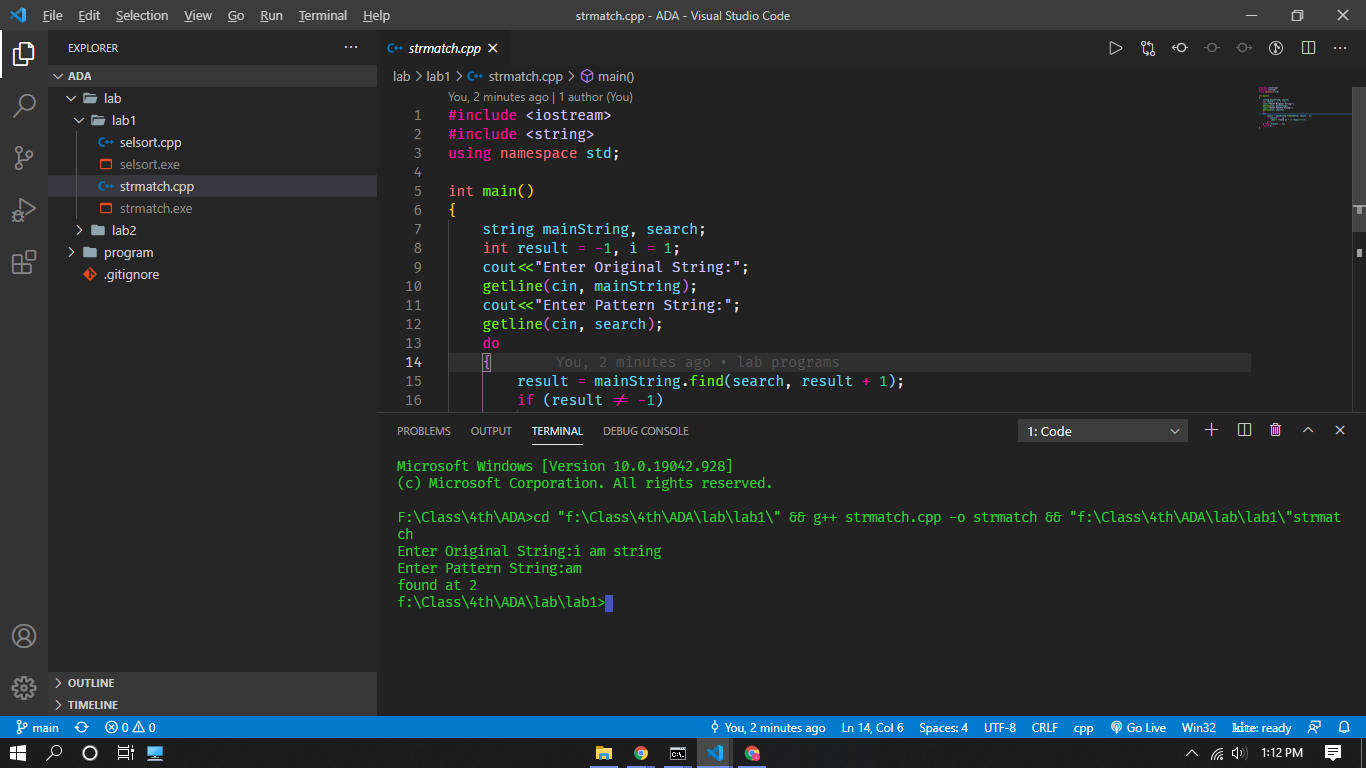 File Edit Selection View Go Run Terminal Help strmatch.cpp - ADA - Visual Studio Code
EXPLORER
ADA
lab
lab1
selsort.cpp
selsort.exe
strmatch.cpp
strmatch.exe
lab2
program
.gitignore
OUTLINE
TIMELINE
strmatch.cpp
lab > lab1 > strmatch.cpp > main()
You, 2 minutes ago | 1 author (You)
1 #include <iostream>
2 #include <string>
3 using namespace std;
4
5 int main()
6 {
7 string mainString, search;
8 int result = -1, i = 1;
9 cout<<"Enter Original String:";
10 getline(cin, mainString);
11 cout<<"Enter Pattern String:";
12 getline(cin, search);
13 do
14 { You, 2 minutes ago • lab programs
15 result = mainString.find(search, result + 1);
16 if (result ≠ -1)
PROBLEMS OUTPUT TERMINAL DEBUG CONSOLE 1: Code
Microsoft Windows [Version 10.0.19042.928]
(c) Microsoft Corporation. All rights reserved.
F:\Class\4th\ADA>cd "f:\Class\4th\ADA\lab\lab1\" && g++ strmatch.cpp -o strmatch && "f:\Class\4th\ADA\lab\lab1\"strmat
ch
Enter Original String:i am string
Enter Pattern String:am
found at 2
f:\Class\4th\ADA\lab\lab1>
main 0 0 You, 2 minutes ago Ln 14, Col 6 Spaces: 4 UTF-8 CRLF cpp Go Live Win32 kite: ready
1:12 PM